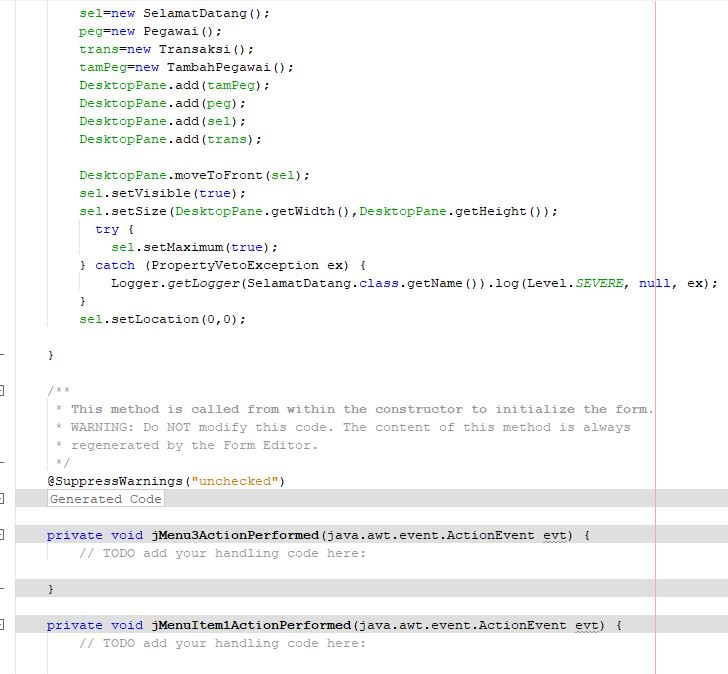 sel=new SelamatDatang();
peg=new Pegawai();
trans=new Transaksi();
tamPeg=new TambahPegawai();
DesktopPane.add(tamPeg);
DesktopPane.add(peg);
DesktopPane.add(sel);
DesktopPane.add(trans);
DesktopPane.moveToFront(sel);
sel.setVisible(true);
sel.setSize(DesktopPane.getWidth(),DesktopPane.getHeight());
try {
sel.setMaximum(true);
} catch (PropertyVetoException ex) {
Logger.getLogger(SelamatDatang.class.getName()).log(Level.SEVERE, null, ex);
}
sel.setLocation(0,0);
}
/**
* This method is called from within the constructor to initialize the form.
* WARNING: Do NOT modify this code. The content of this method is always
* regenerated by the Form Editor.
*/
@SuppressWarnings("unchecked")
Generated Code
private void jMenu3ActionPerformed(java.awt.event.ActionEvent evt) {
// TODO add your handling code here:
}
private void jMenuItem1ActionPerformed(java.awt.event.ActionEvent evt) {
// TODO add your handling code here: